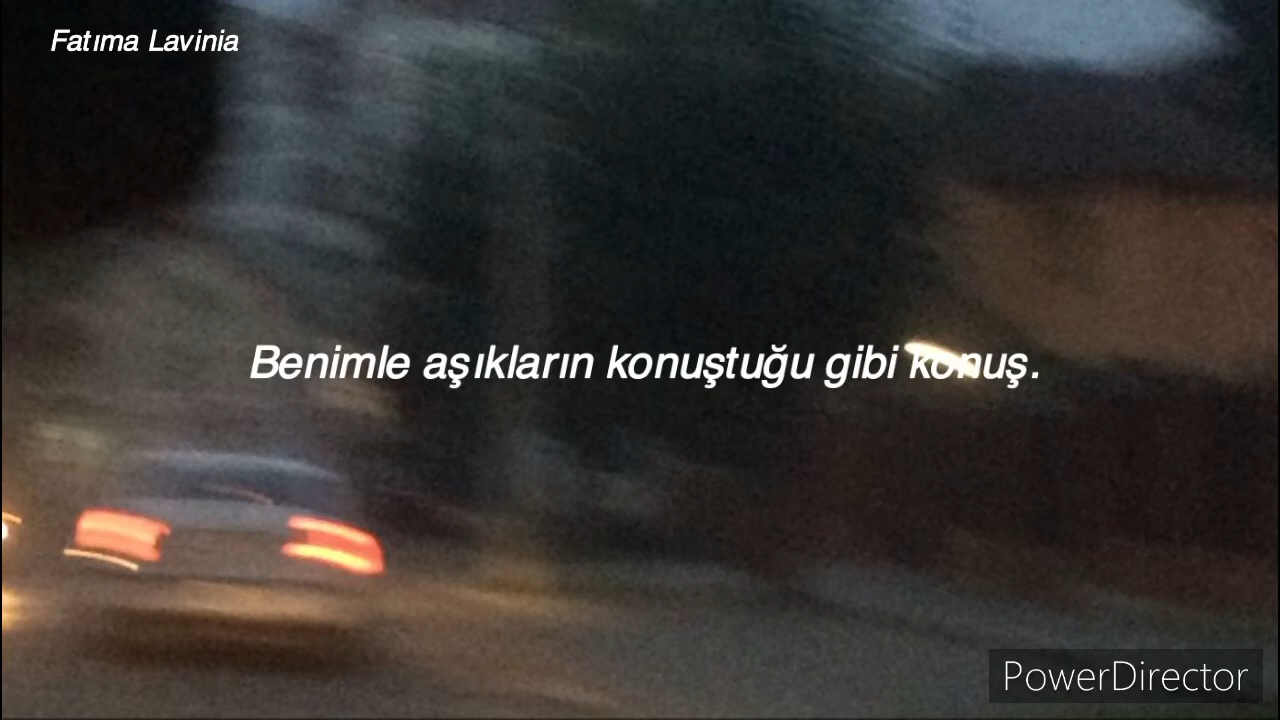 Fatıma Lavinia
Benimle aşıkların konuştuğu gibi konuş.
PowerDirector